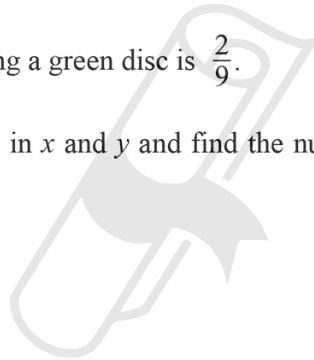 ng a green disc is 2/9.
in x and y and find the nu